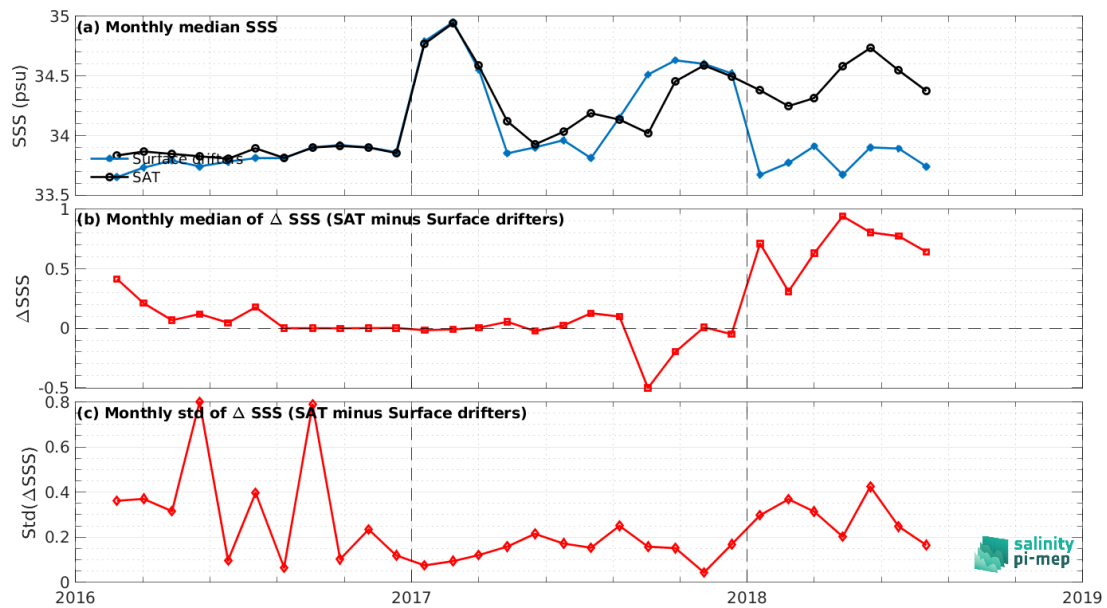 (a) Monthly median SSS
35
34.5
34
33.5
SSS (psu)
Surface drifters
SAT
(b) Monthly median of Δ SSS (SAT minus Surface drifters)
1
0.5
0
-0.5
ΔSSS
(c) Monthly std of Δ SSS (SAT minus Surface drifters)
0.8
0.6
0.4
0.2
0
Std(ΔSSS)
2016 2017 2018 2019
salinity
pi-mep